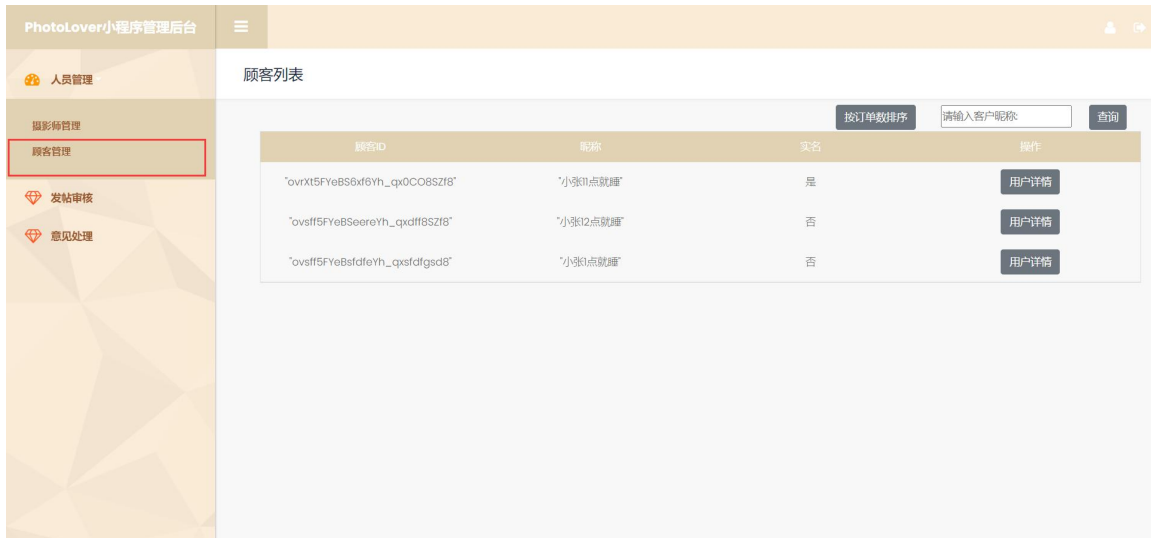 PhotoLover小程序管理后台
人员管理
摄影师管理
顾客管理
发帖审核
意见处理
顾客列表
按订单数排序 请输入客户昵称: 查询
顾客ID 昵称 实名 操作
"ovrXt5FYeBS6xf6Yh_qx0CO8SZf8" "小张11点就睡" 是 用户详情
"ovsff5FYeBSeereYh_qxdff8SZf8" "小张12点就睡" 否 用户详情
"ovsff5FYeBsfdfeYh_qxsfdfgsd8" "小张1点就睡" 否 用户详情